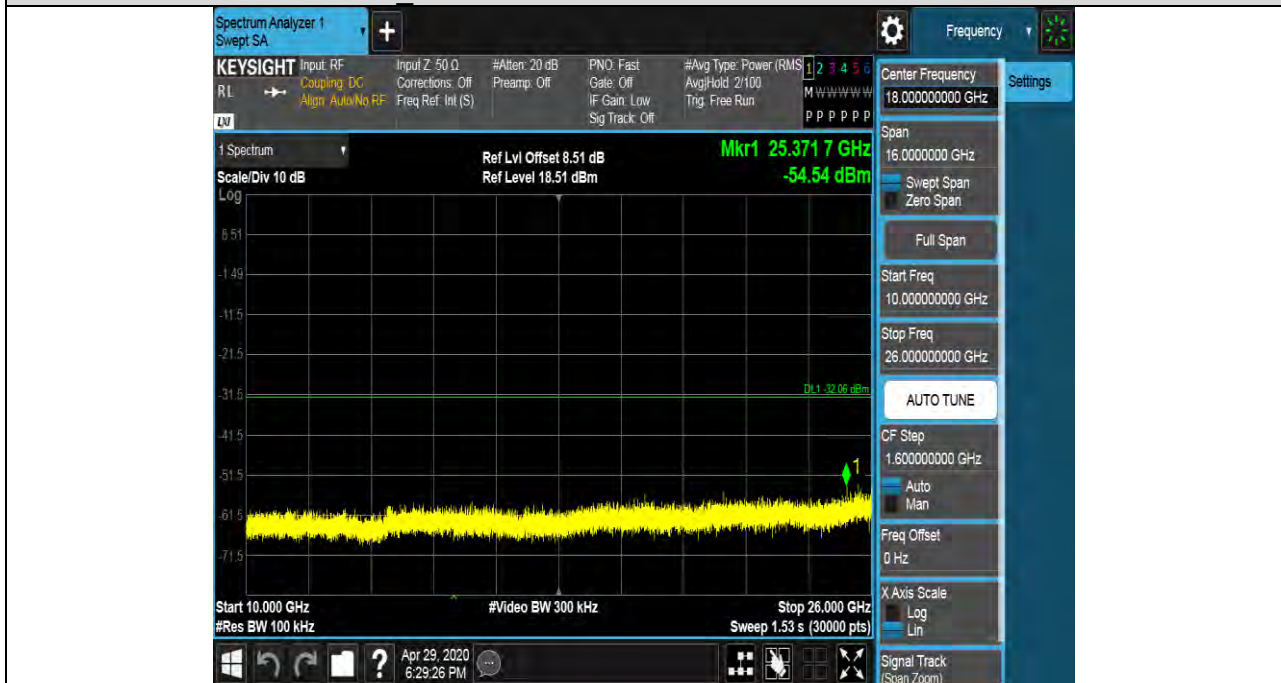 Spectrum Analyzer 1
Swept SA
+
Frequency
KEYSIGHT
RL
LXI
Input: RF
Coupling: DC
Align: Auto/No RF
Input Z: 50 Ω
Corrections: Off
Freq Ref: Int (S)
#Atten: 20 dB
Preamp: Off
PNO: Fast
Gate: Off
IF Gain: Low
Sig Track: Off
#Avg Type: Power (RMS
Avg|Hold: 2/100
Trig: Free Run
1 2 3 4 5 6
M W W W W W
P P P P P P
1 Spectrum
Scale/Div 10 dB
Log
Ref Lvl Offset 8.51 dB
Ref Level 18.51 dBm
Mkr1 25.371 7 GHz
-54.54 dBm
8.51
-1.49
-11.5
-21.5
-31.5
-41.5
-51.5
-61.5
-71.5
DL1 -32.06 dBm
1
Start 10.000 GHz
#Res BW 100 kHz
#Video BW 300 kHz
Stop 26.000 GHz
Sweep 1.53 s (30000 pts)
?
Apr 29, 2020
6:29:26 PM
Center Frequency
18.000000000 GHz
Settings
Span
16.0000000 GHz
Swept Span
Zero Span
Full Span
Start Freq
10.000000000 GHz
Stop Freq
26.000000000 GHz
AUTO TUNE
CF Step
1.600000000 GHz
Auto
Man
Freq Offset
0 Hz
X Axis Scale
Log
Lin
Signal Track
(Span Zoom)